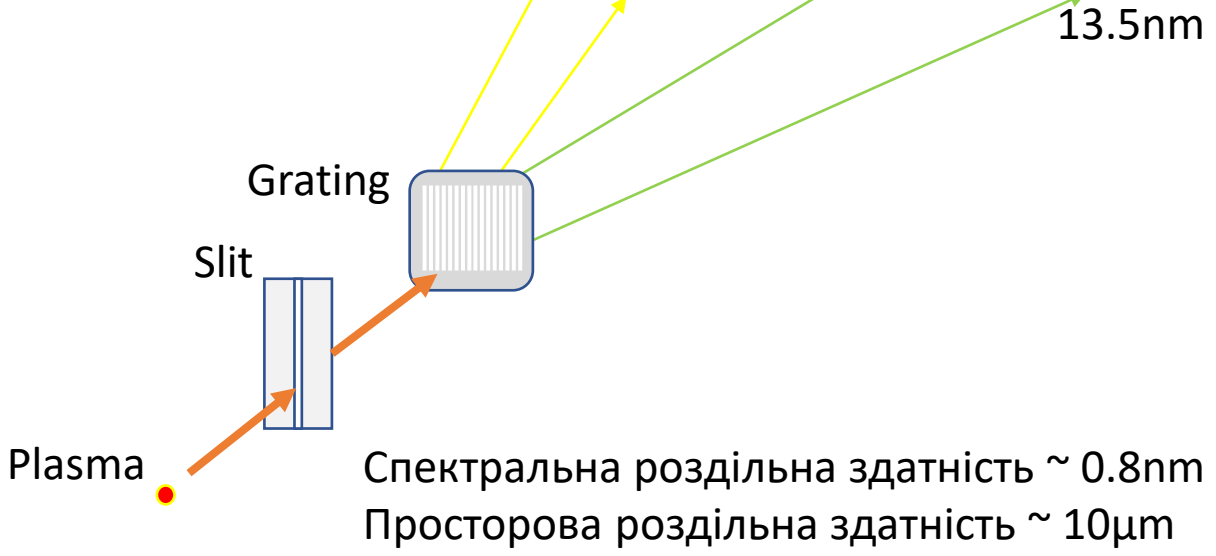 13.5nm
Grating
Slit
Plasma
Спектральна роздільна здатність ~ 0.8nm
Просторова роздільна здатність ~ 10μm